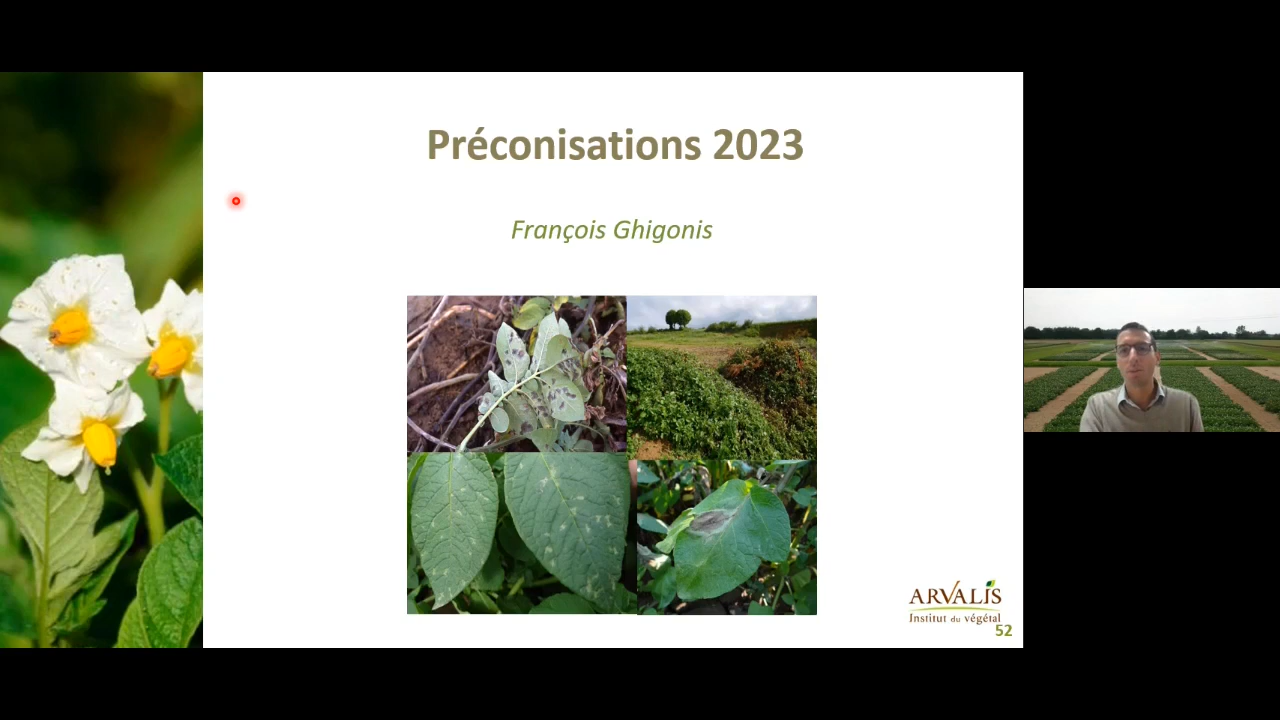 Préconisations 2023
François Ghigonis
ARVALIS
Institut du végétal
52